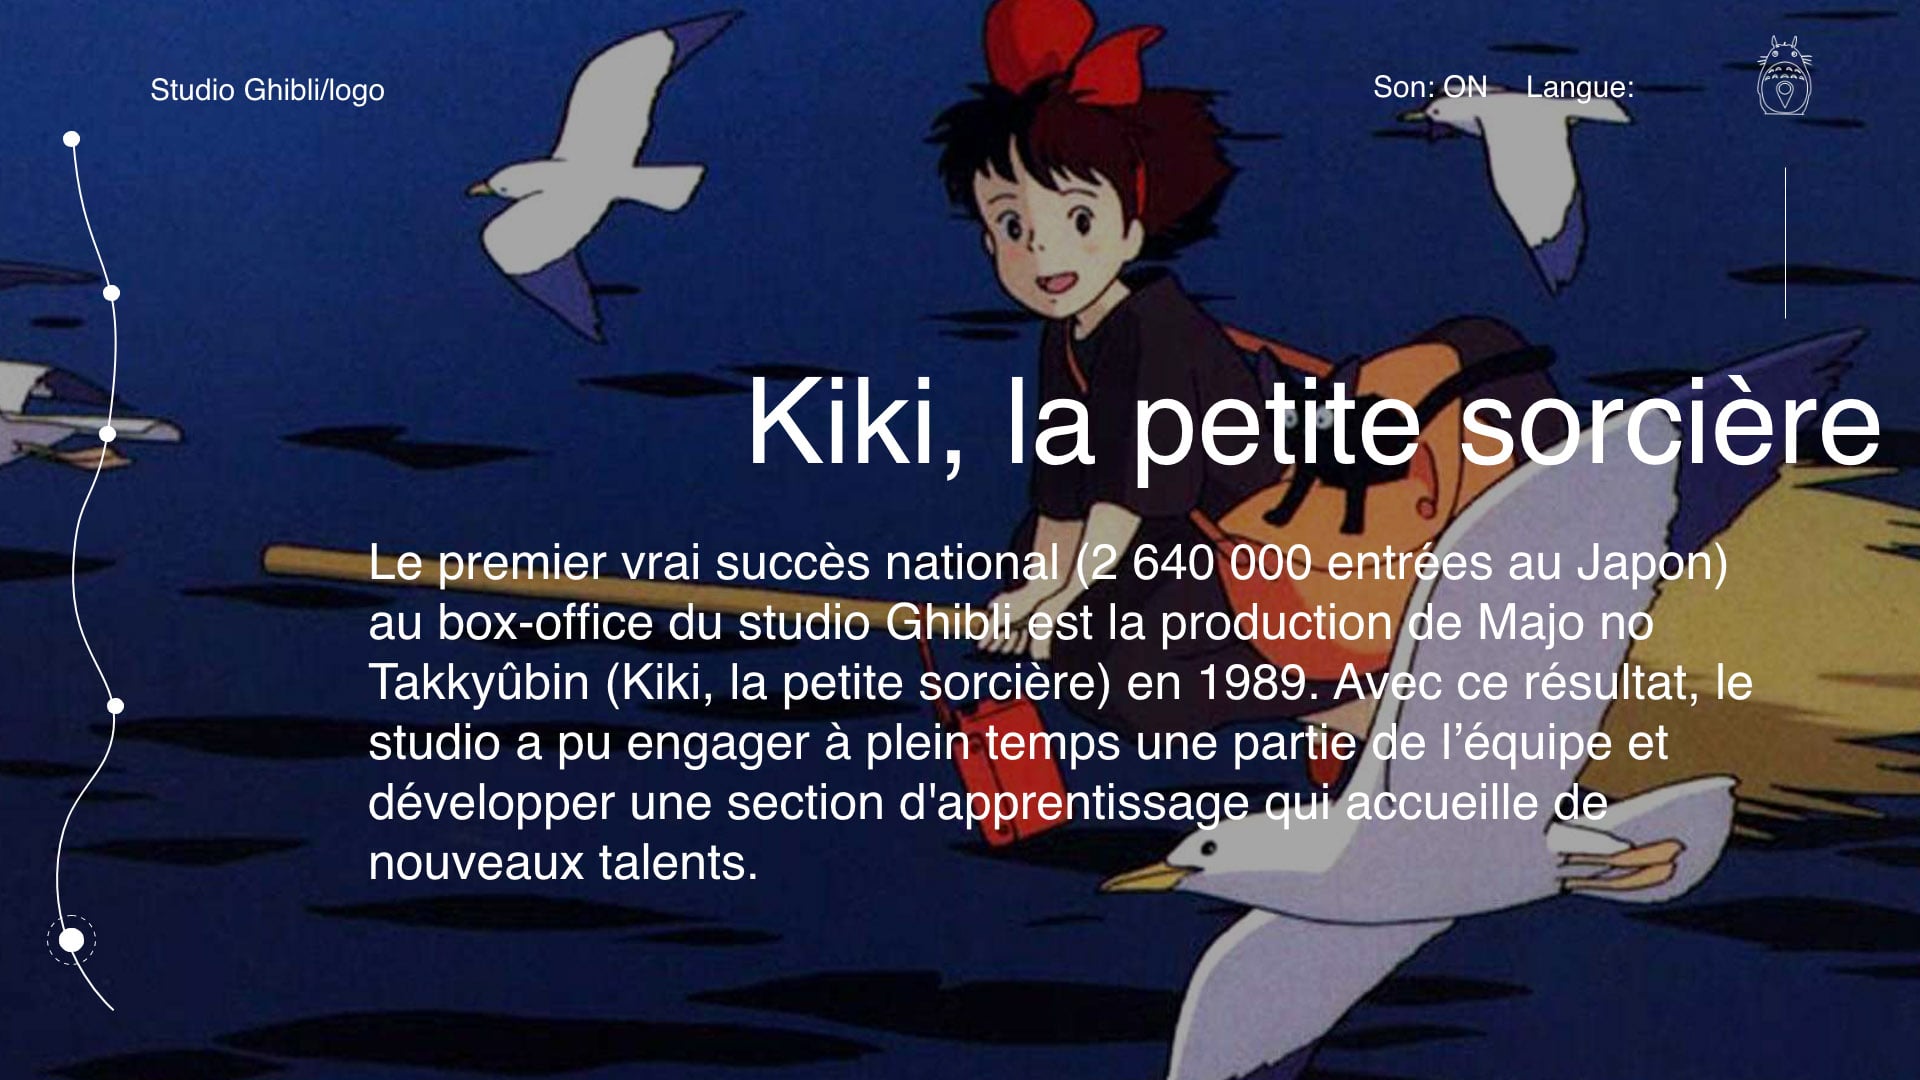 Studio Ghibli/logo
Son: ON Langue:
Kiki, la petite sorcière
Le premier vrai succès national (2 640 000 entrées au Japon)
au box-office du studio Ghibli est la production de Majo no
Takkyûbin (Kiki, la petite sorcière) en 1989. Avec ce résultat, le
studio a pu engager à plein temps une partie de l’équipe et
développer une section d'apprentissage qui accueille de
nouveaux talents.